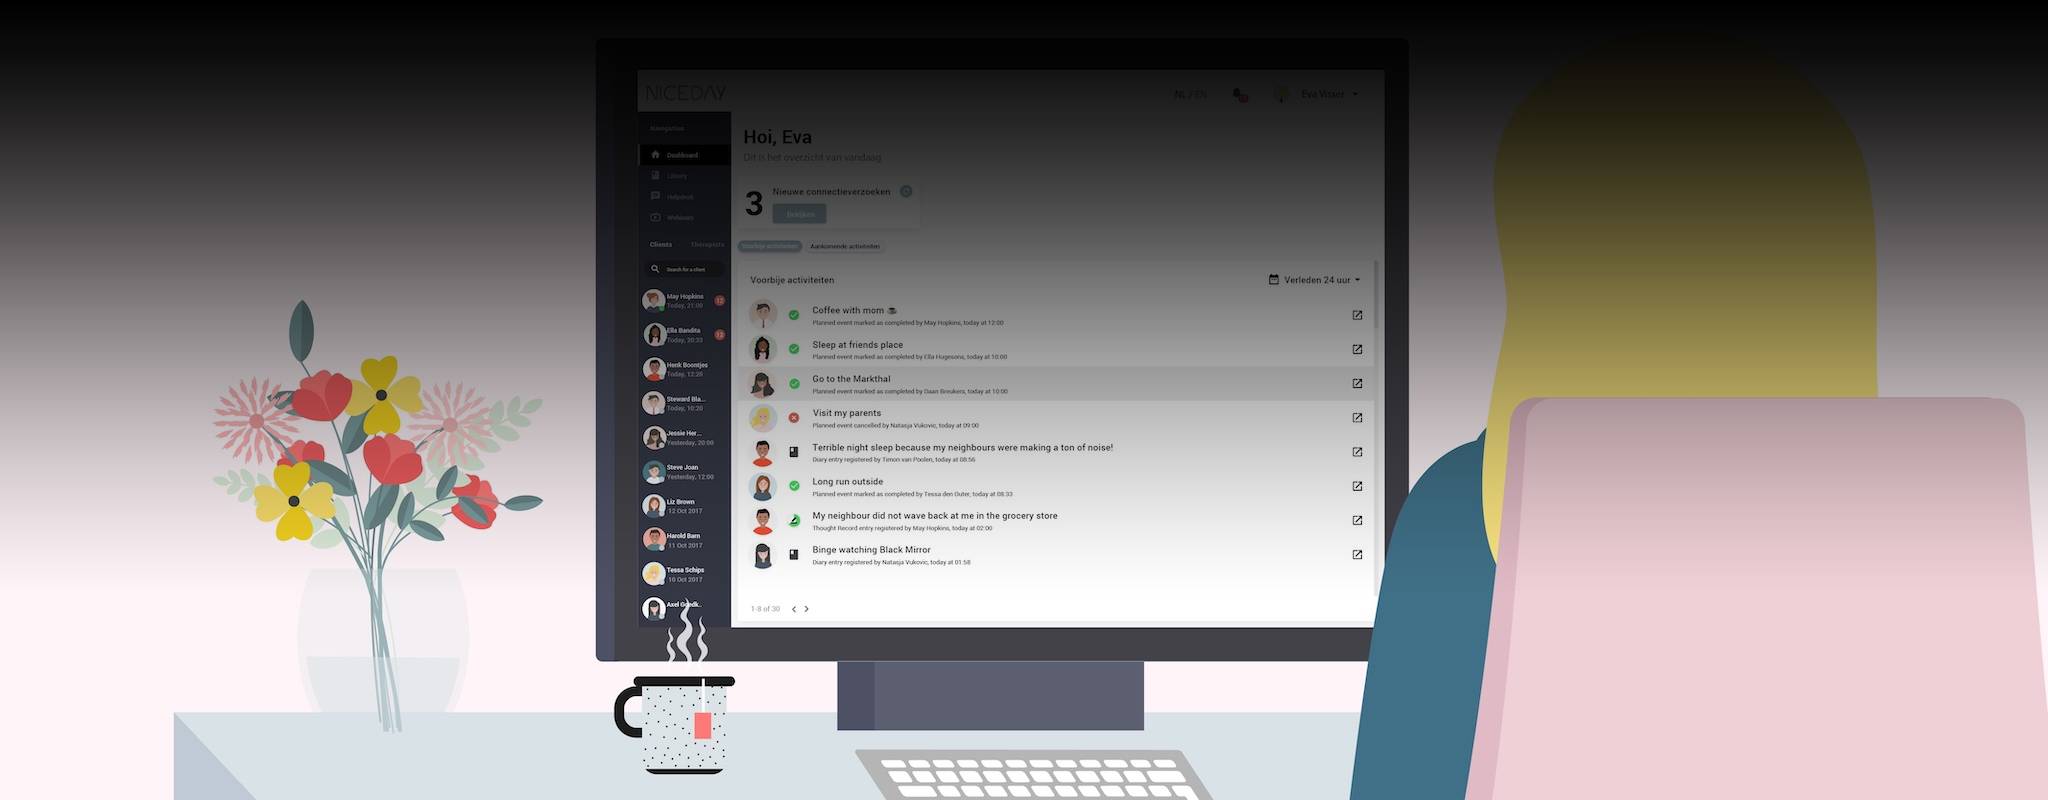 NICEDAY
NL / EN
Eva Visser
Navigation
Dashboard
Library
Helpdesk
Webinars
Clients
Therapists
Search for a client
May Hopkins
Today, 21:00
12
Ella Bandita
Today, 20:33
12
Henk Boontjes
Today, 12:20
Steward Bla...
Today, 10:20
Jessie Her...
Yesterday, 20:00
Steve Joan
Yesterday, 12:00
Liz Brown
12 Oct 2017
Harold Barn
11 Oct 2017
Tessa Schips
10 Oct 2017
Hoi, Eva
Dit is het overzicht van vandaag
3
Nieuwe connectieverzoeken
Bekijken
Voorbije activiteiten
Aankomende activiteiten
Voorbije activiteiten
Verleden 24 uur
Coffee with mom ☕
Planned event marked as completed by May Hopkins, today at 12:00
Sleep at friends place
Planned event marked as completed by Ella Hagesons, today at 10:00
Go to the Markthal
Planned event marked as completed by Daan Breukers, today at 10:00
Visit my parents
Planned event cancelled by Natasja Vukovic, today at 09:00
Terrible night sleep because my neighbours were making a ton of noise!
Diary entry registered by Timon van Poolen, today at 08:56
Long run outside
Planned event marked as completed by Tessa den Outer, today at 08:33
My neighbour did not wave back at me in the grocery store
Thought Record entry registered by May Hopkins, today at 02:00
Binge watching Black Mirror
Diary entry registered by Natasja Vukovic, today at 01:58
1-8 of 30